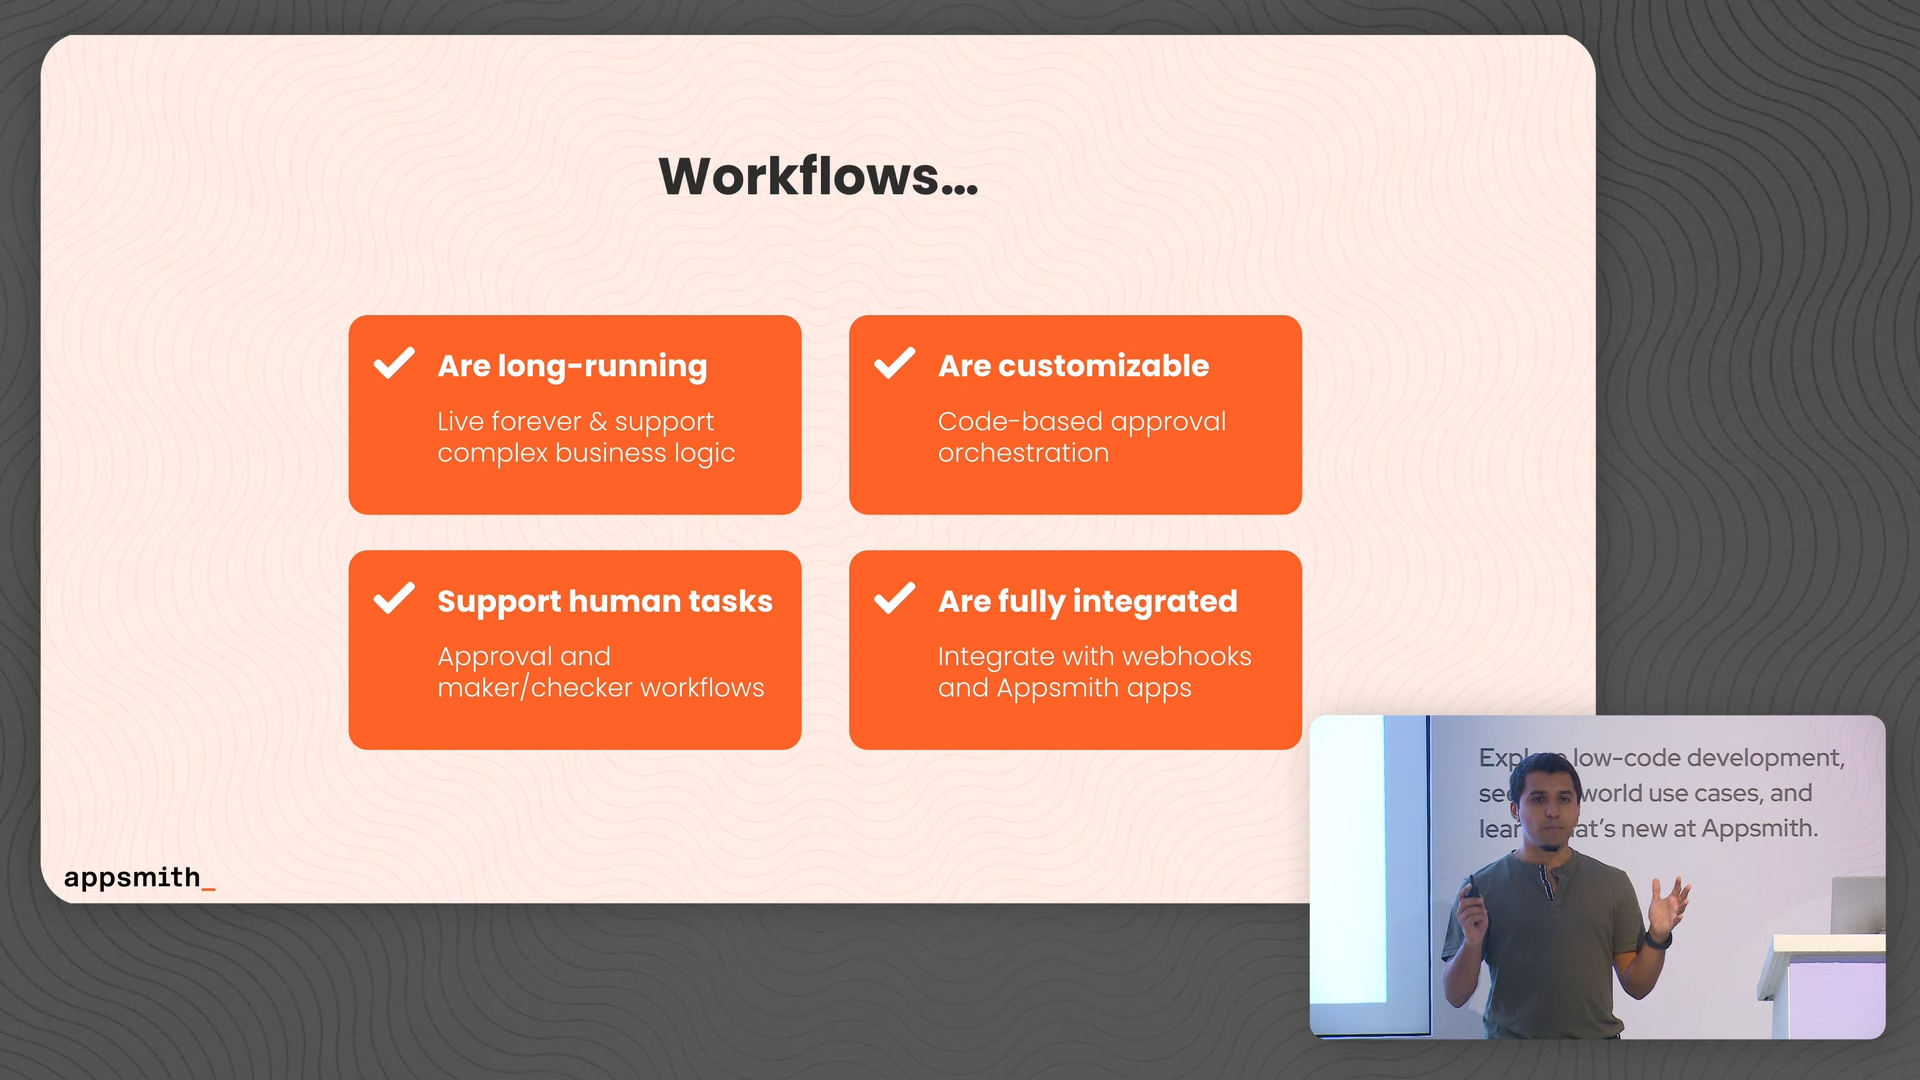 Workflows...
Are long-running
Live forever & support
complex business logic
Are customizable
Code-based approval
orchestration
Support human tasks
Approval and
maker/checker workflows
Are fully integrated
Integrate with webhooks
and Appsmith apps
appsmith_
low-code development,
world use cases, and
what's new at Appsmith.